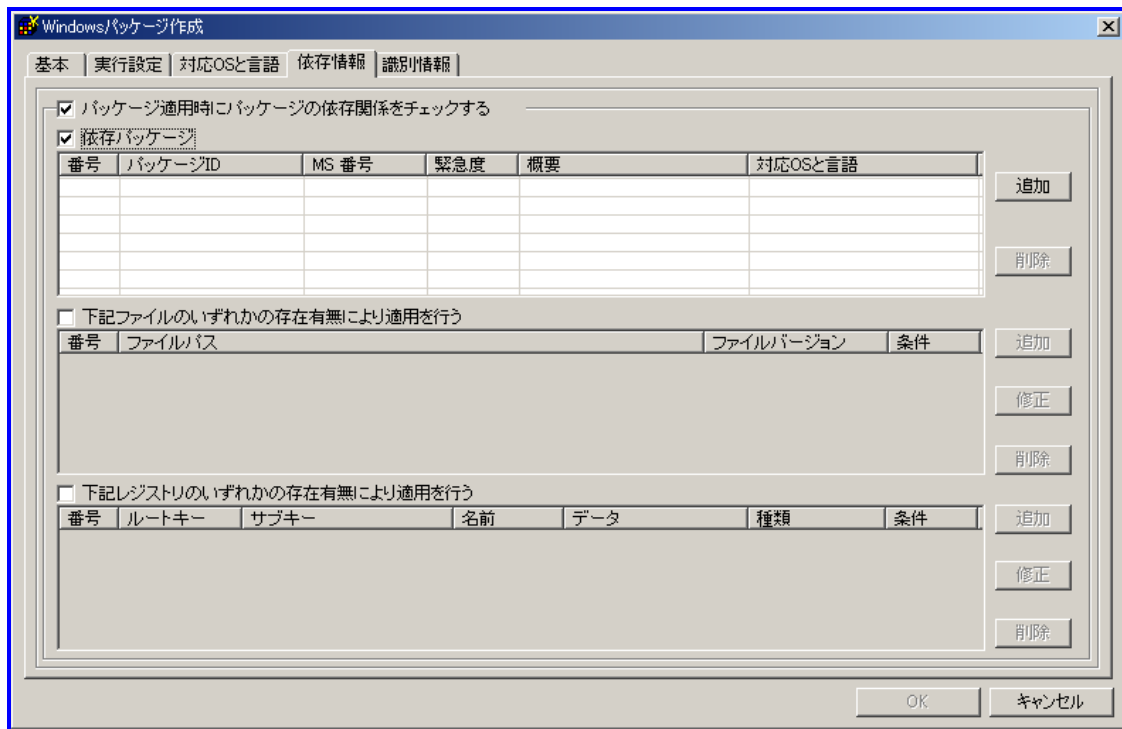 Windowsパッケージ作成
基本 実行設定 対応OSと言語 依存情報 識別情報
パッケージ適用時にパッケージの依存関係をチェックする
依存パッケージ
番号 パッケージID MS 番号 緊急度 概要 対応OSと言語
追加
削除
下記ファイルのいずれかの存在有無により適用を行う
番号 ファイルパス ファイルバージョン 条件
追加
修正
削除
下記レジストリのいずれかの存在有無により適用を行う
番号 ルートキー サブキー 名前 データ 種類 条件
追加
修正
削除
OK キャンセル